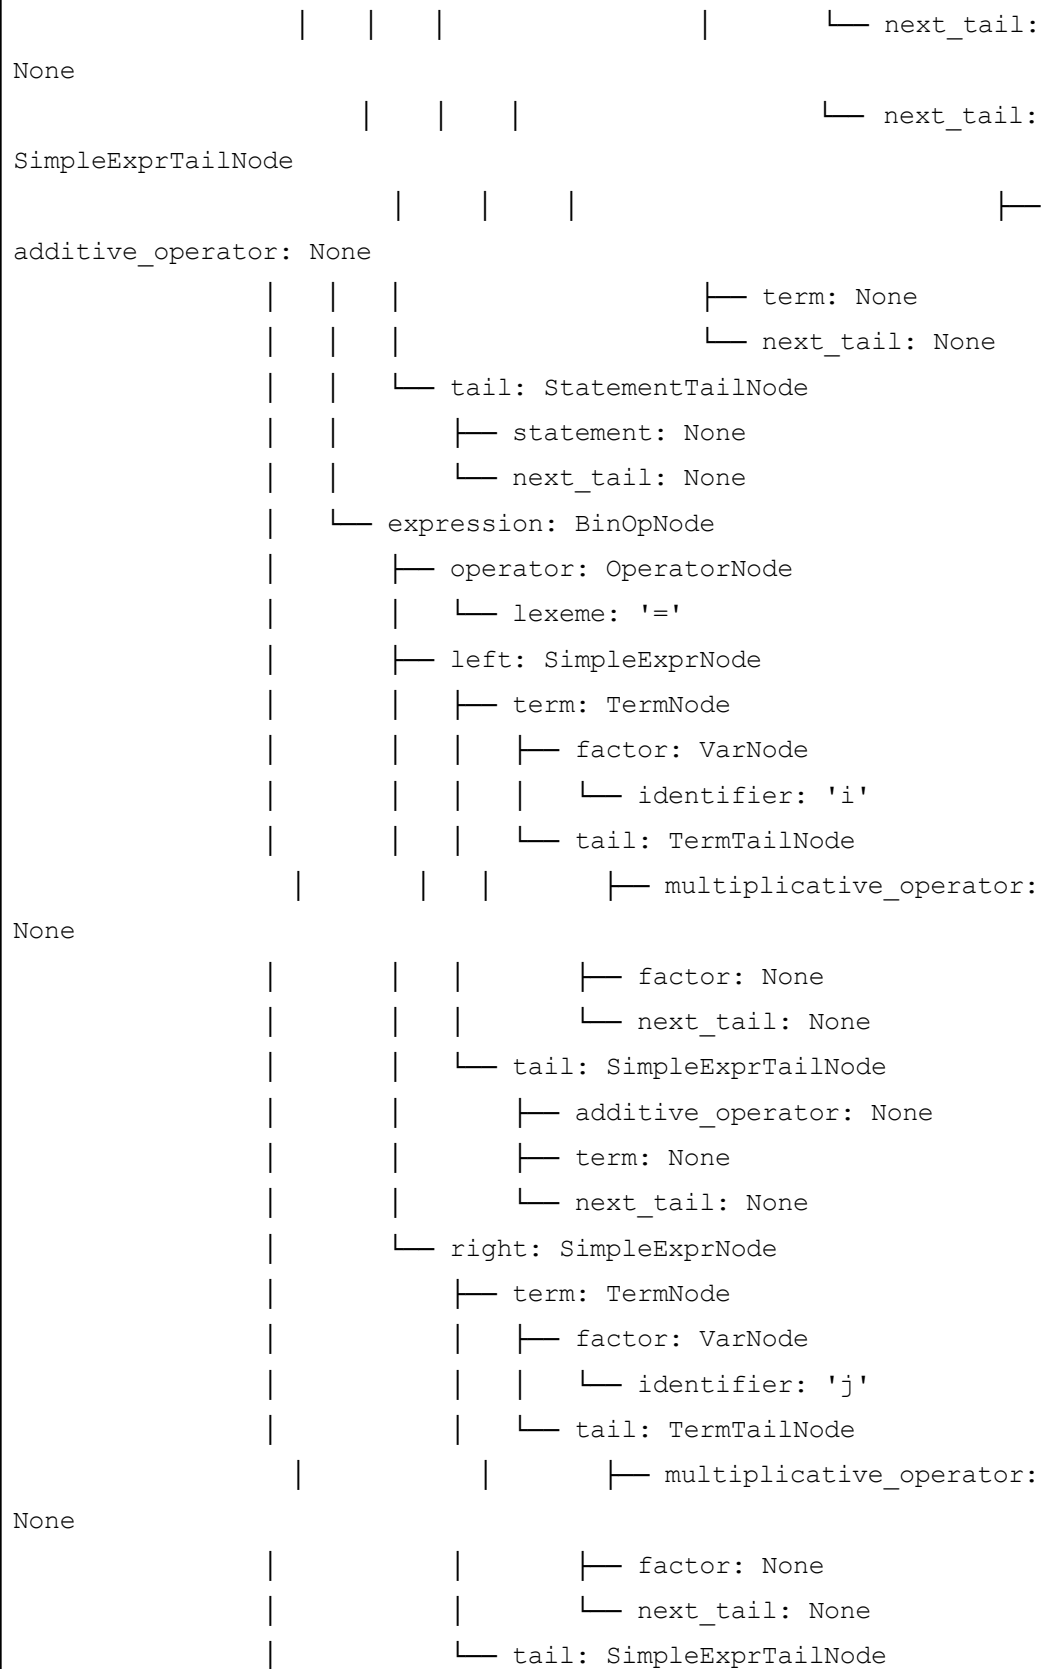 │ │ │ │ └── next_tail:
None
│ │ │ └── next_tail:
SimpleExprTailNode
│ │ │ ├──
additive_operator: None
│ │ │ ├── term: None
│ │ │ └── next_tail: None
│ │ └── tail: StatementTailNode
│ │ ├── statement: None
│ │ └── next_tail: None
│ └── expression: BinOpNode
│ ├── operator: OperatorNode
│ │ └── lexeme: '='
│ ├── left: SimpleExprNode
│ │ ├── term: TermNode
│ │ │ ├── factor: VarNode
│ │ │ │ └── identifier: 'i'
│ │ │ └── tail: TermTailNode
│ │ │ ├── multiplicative_operator:
None
│ │ │ ├── factor: None
│ │ │ └── next_tail: None
│ │ └── tail: SimpleExprTailNode
│ │ ├── additive_operator: None
│ │ ├── term: None
│ │ └── next_tail: None
│ └── right: SimpleExprNode
│ ├── term: TermNode
│ │ ├── factor: VarNode
│ │ │ └── identifier: 'j'
│ │ └── tail: TermTailNode
│ │ ├── multiplicative_operator:
None
│ │ ├── factor: None
│ │ └── next_tail: None
│ └── tail: SimpleExprTailNode